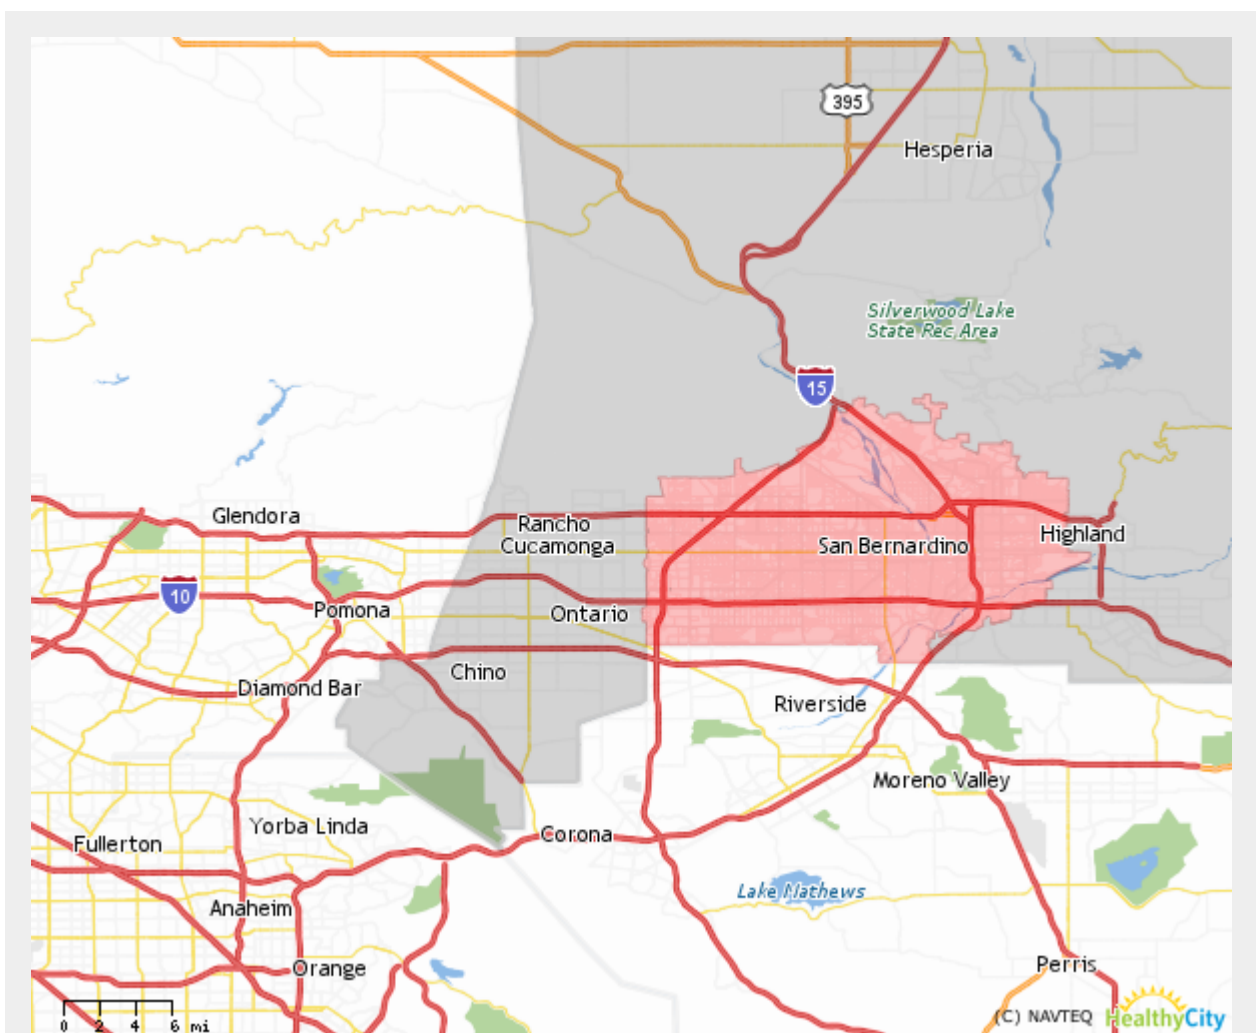 395
Hesperia
Silverwood Lake
State Rec Area
15
Glendora
Rancho
Cucamonga
San Bernardino
Highland
10
Pomona
Ontario
Chino
Diamond Bar
Riverside
Moreno Valley
Yorba Linda
Corona
Fullerton
Lake Mathews
Anaheim
Orange
Perris
0 2 4 6 mi
(C) NAVTEQ HealthyCity